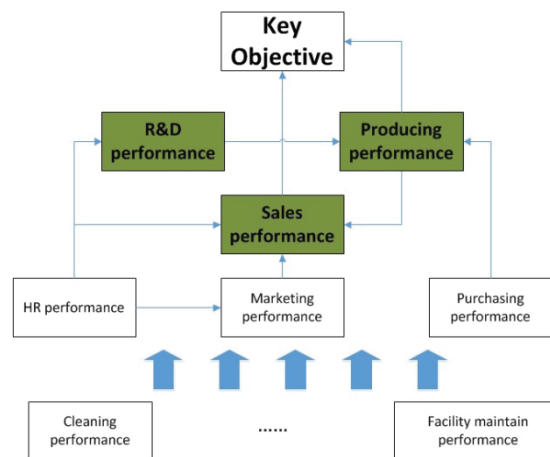 Key
Objective
R&D
performance
Producing
performance
Sales
performance
HR performance
Marketing
performance
Purchasing
performance
Cleaning
performance
......
Facility maintain
performance